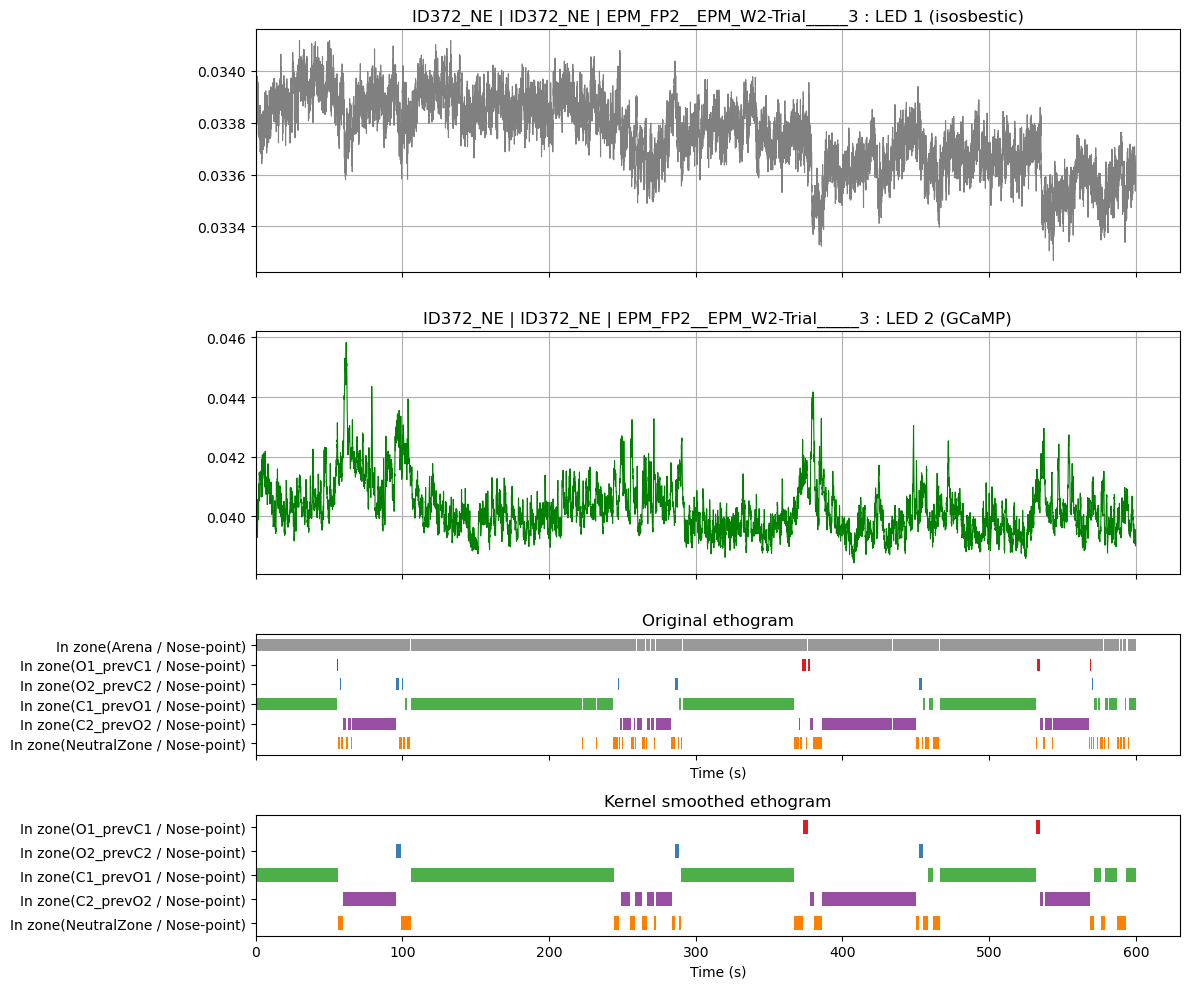 ID372_NE | ID372_NE | EPM_FP2__EPM_W2-Trial_____3 : LED 1 (isosbestic)
0.0340
0.0338
0.0336
0.0334
ID372_NE | ID372_NE | EPM_FP2__EPM_W2-Trial_____3 : LED 2 (GCaMP)
0.046
0.044
0.042
0.040
Original ethogram
In zone(Arena / Nose-point)
In zone(O1_prevC1 / Nose-point)
In zone(O2_prevC2 / Nose-point)
In zone(C1_prevO1 / Nose-point)
In zone(C2_prevO2 / Nose-point)
In zone(NeutralZone / Nose-point)
Time (s)
Kernel smoothed ethogram
In zone(O1_prevC1 / Nose-point)
In zone(O2_prevC2 / Nose-point)
In zone(C1_prevO1 / Nose-point)
In zone(C2_prevO2 / Nose-point)
In zone(NeutralZone / Nose-point)
0 100 200 300 400 500 600
Time (s)